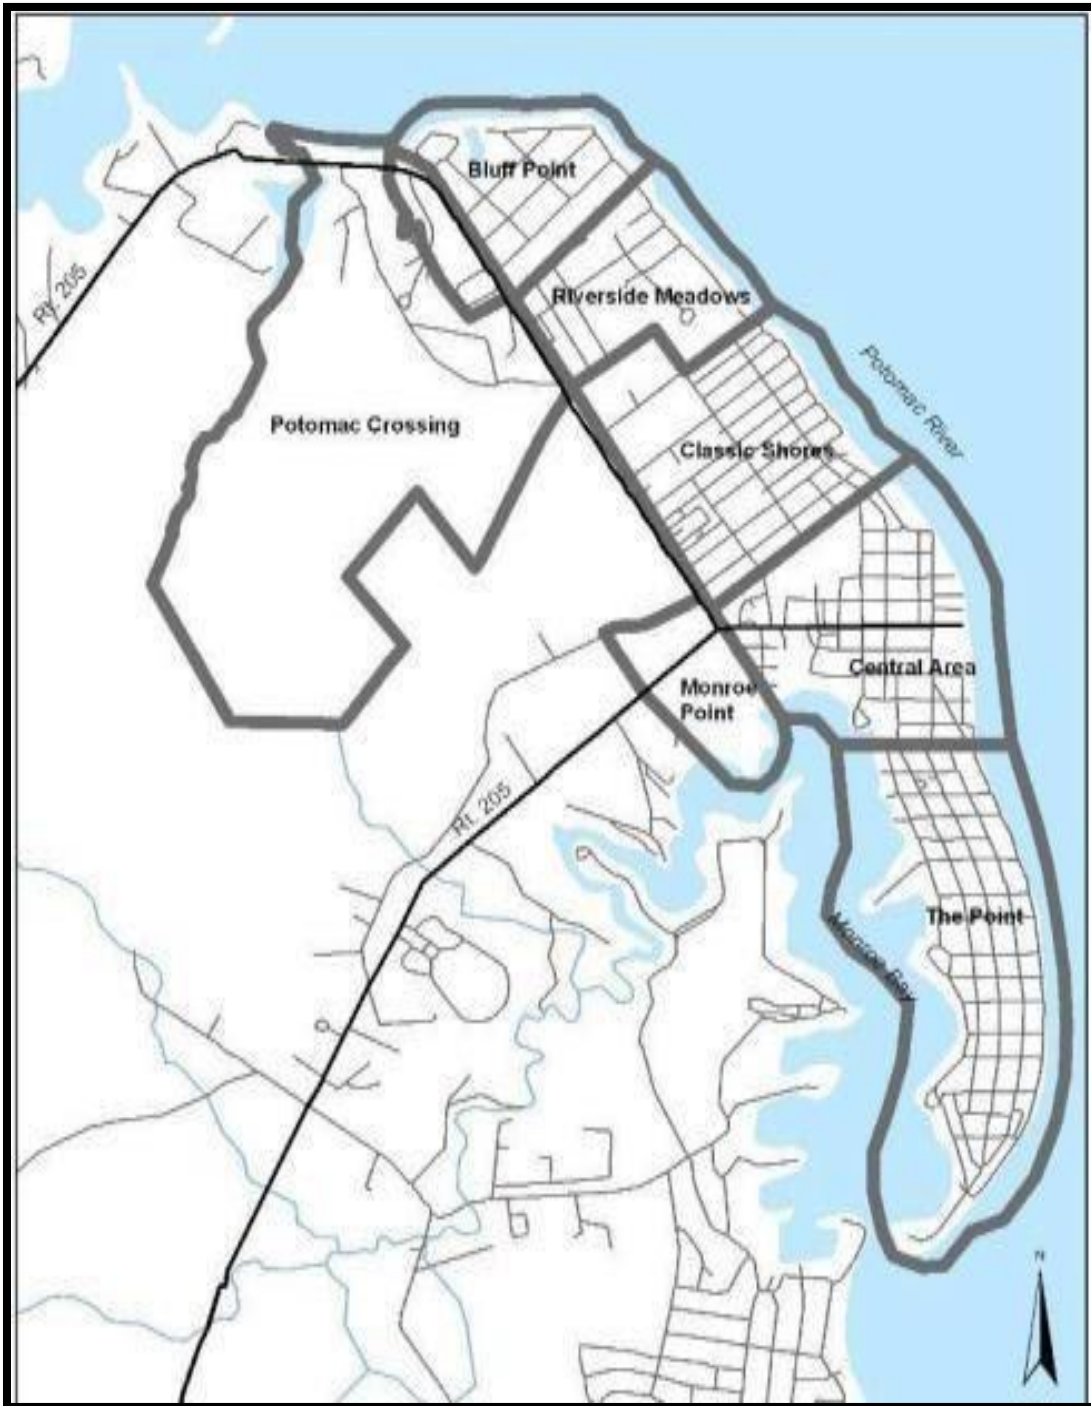 Bluff Point
Rt. 205
Riverside Meadows
Potomac River
Potomac Crossing
Classic Shores
Central Area
Monroe
Point
Rt. 205
The Point
Monroe Bay
N